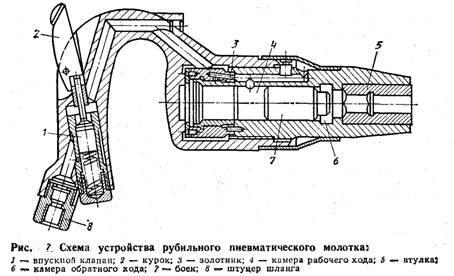 2
3
4
5
1
8
7
6
Рис. ?. Схема устройства рубильного пневматического молотка:
1 — впускной клапан; 2 — курок; 3 — золотник; 4 — камера рабочего хода; 5 — втулка;
6 — камера обратного хода; 7 — боек; 8 — штуцер шланга